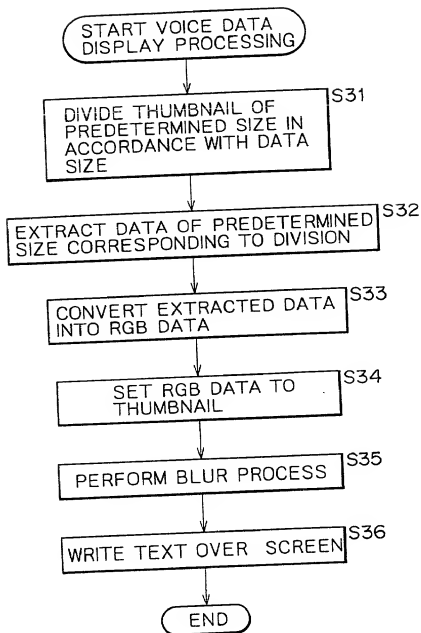 START VOICE DATA
DISPLAY PROCESSING
S31
DIVIDE THUMBNAIL OF
PREDETERMINED SIZE IN
ACCORDANCE WITH DATA
SIZE
S32
EXTRACT DATA OF PREDETERMINED
SIZE CORRESPONDING TO DIVISION
S33
CONVERT EXTRACTED DATA
INTO RGB DATA
S34
SET RGB DATA TO
THUMBNAIL
S35
PERFORM BLUR PROCESS
S36
WRITE TEXT OVER SCREEN
END